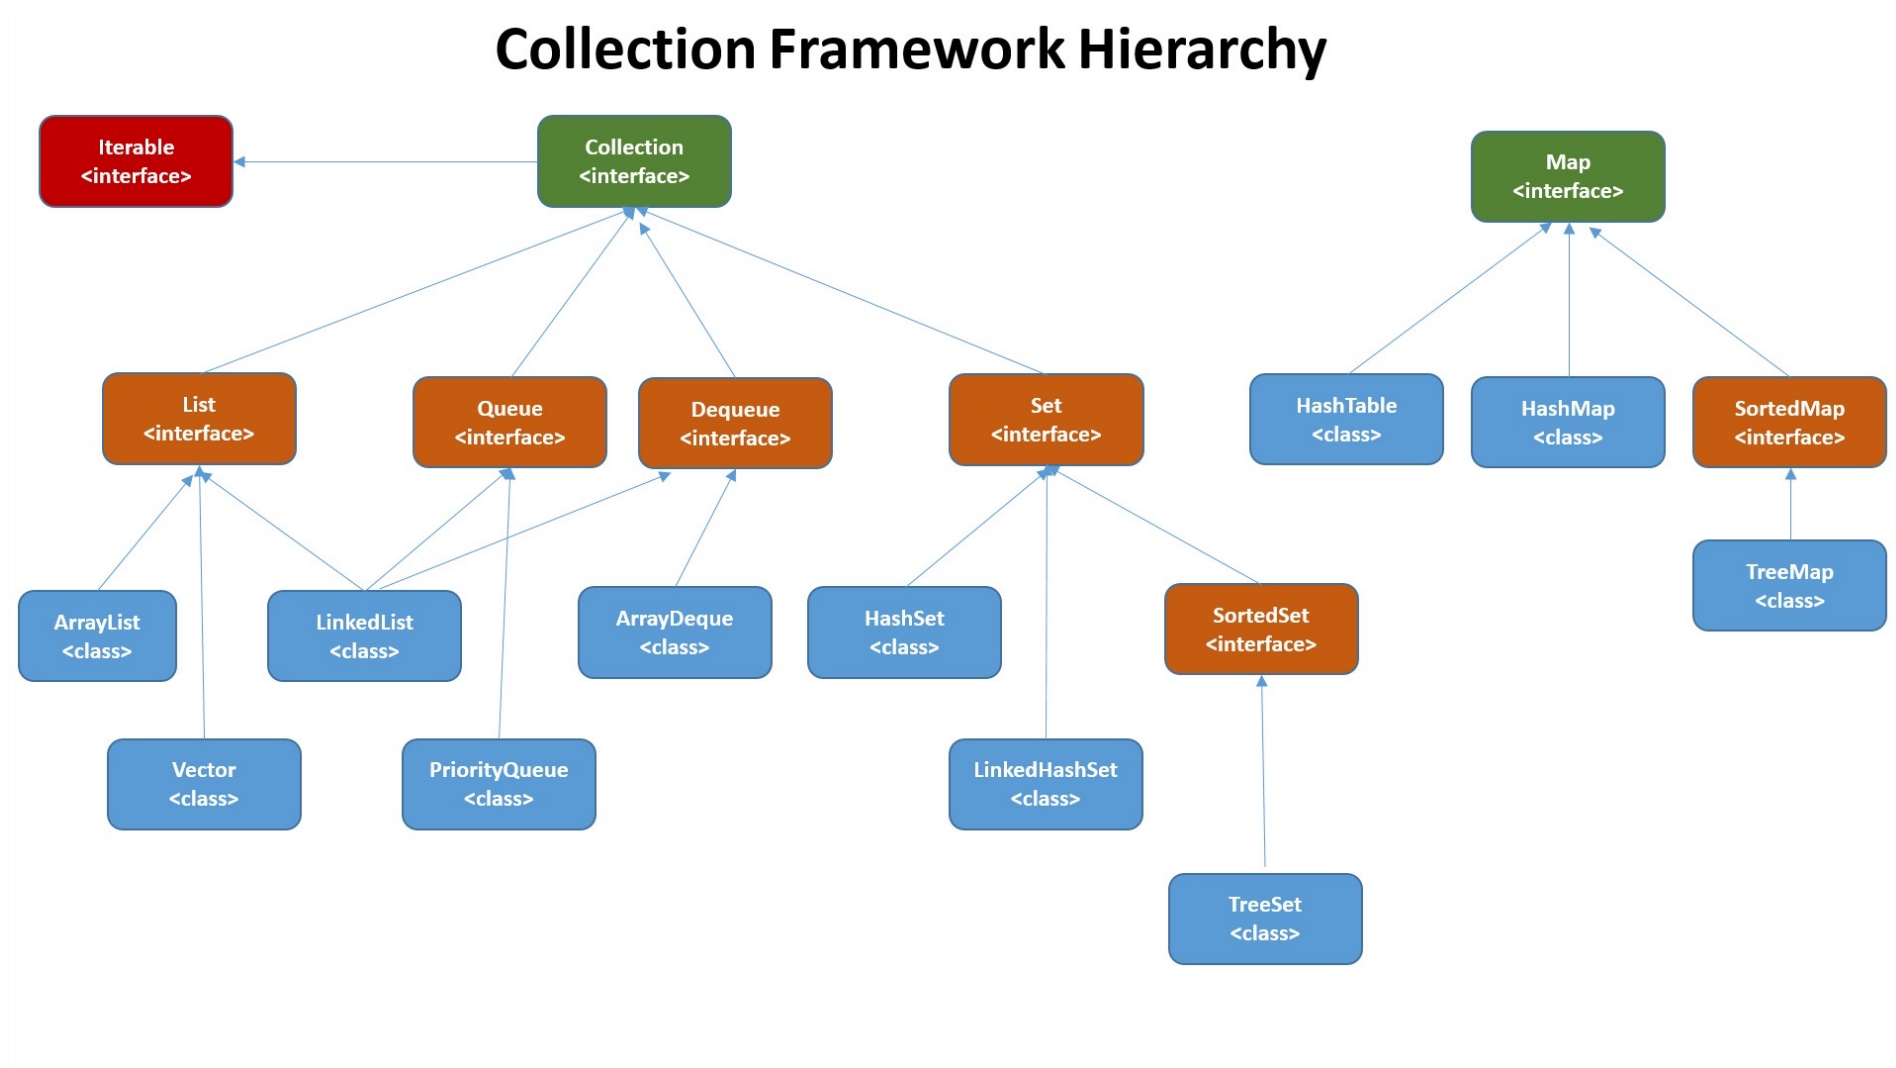 Collection Framework Hierarchy
Iterable
<interface>
Collection
<interface>
Map
<interface>
List
<interface>
Queue
<interface>
Dequeue
<interface>
Set
<interface>
HashTable
<class>
HashMap
<class>
SortedMap
<interface>
ArrayList
<class>
LinkedList
<class>
ArrayDeque
<class>
HashSet
<class>
SortedSet
<interface>
TreeMap
<class>
Vector
<class>
PriorityQueue
<class>
LinkedHashSet
<class>
TreeSet
<class>